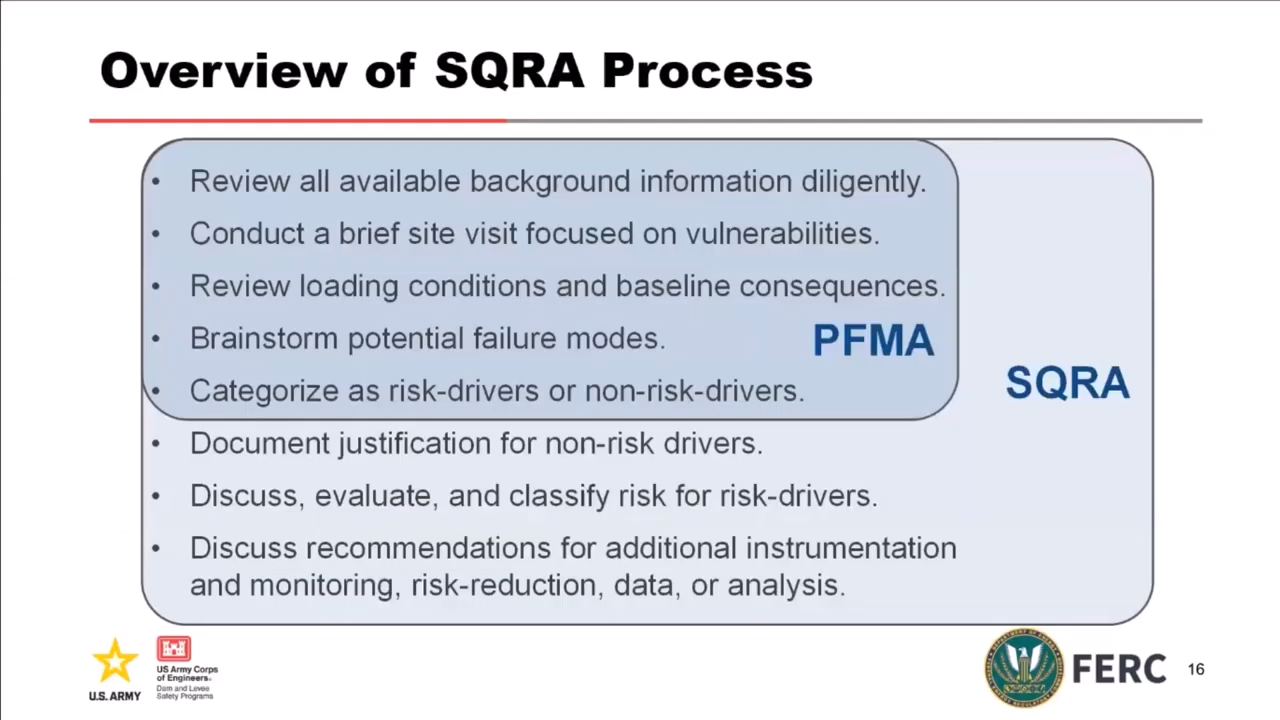 Overview of SQRA Process
• Review all available background information diligently.
• Conduct a brief site visit focused on vulnerabilities.
• Review loading conditions and baseline consequences.
• Brainstorm potential failure modes.
PFMA
• Categorize as risk-drivers or non-risk-drivers.
SQRA
• Document justification for non-risk drivers.
• Discuss, evaluate, and classify risk for risk-drivers.
• Discuss recommendations for additional instrumentation
and monitoring, risk-reduction, data, or analysis.
U.S. ARMY
US Army Corps
of Engineers®
Dam and Levee
Safety Programs
FERC
16